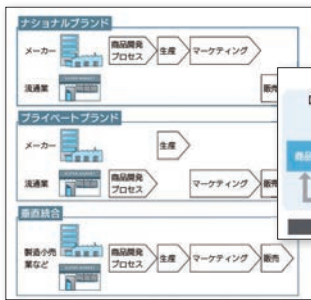 ナショナルブランド
メーカー
商品開発
プロセス
生産
マーケティング
流通業
販売
プライベートブランド
メーカー
生産
流通業
商品開発
プロセス
マーケティング
販売
垂直統合
製造小売
業など
商品開発
プロセス
生産
マーケティング
販売
商品